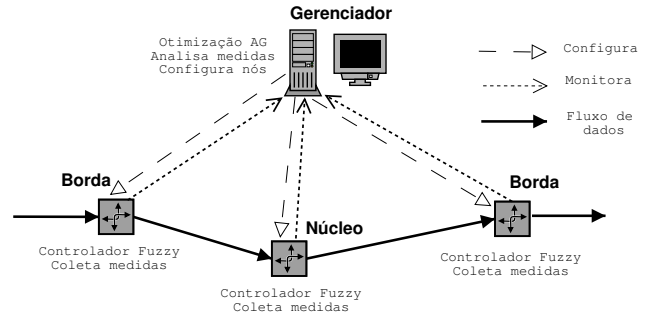 Gerenciador
Otimização AG
Analisa medidas
Configura nós
Configura
Monitora
Fluxo de
dados
Borda
Controlador Fuzzy
Coleta medidas
Núcleo
Controlador Fuzzy
Coleta medidas
Borda
Controlador Fuzzy
Coleta medidas